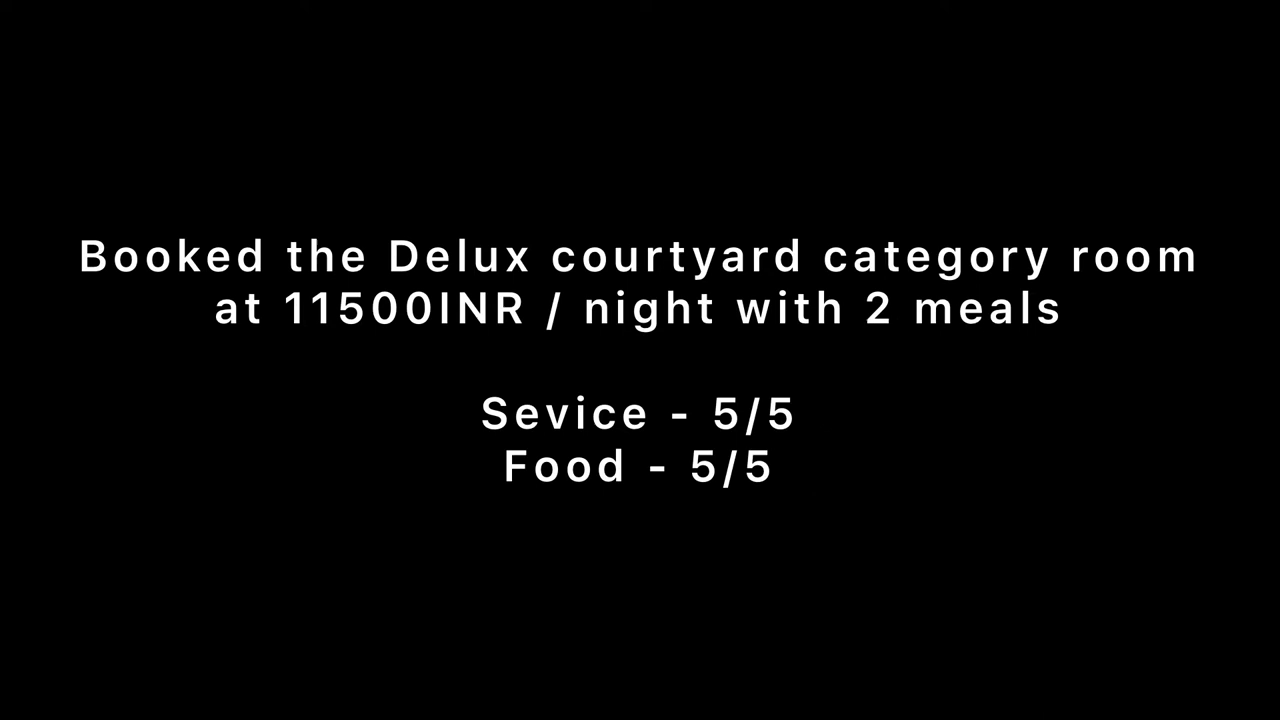 Booked the Delux courtyard category room
at 11500INR / night with 2 meals
Sevice - 5/5
Food - 5/5